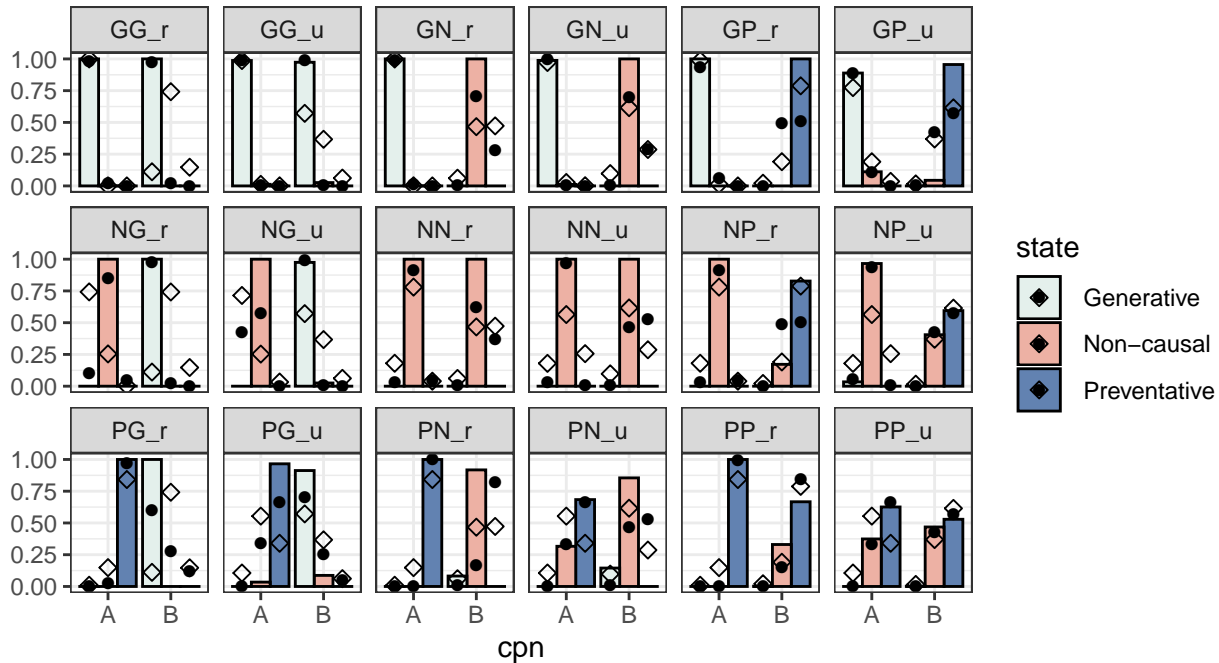 GG_r GG_u GN_r GN_u GP_r GP_u
1.00
0.75
0.50
0.25
0.00
NG_r NG_u NN_r NN_u NP_r NP_u
1.00
0.75
0.50
0.25
0.00
PG_r PG_u PN_r PN_u PP_r PP_u
1.00
0.75
0.50
0.25
0.00
A B A B A B A B A B A B
cpn
state
Generative
Non−causal
Preventative